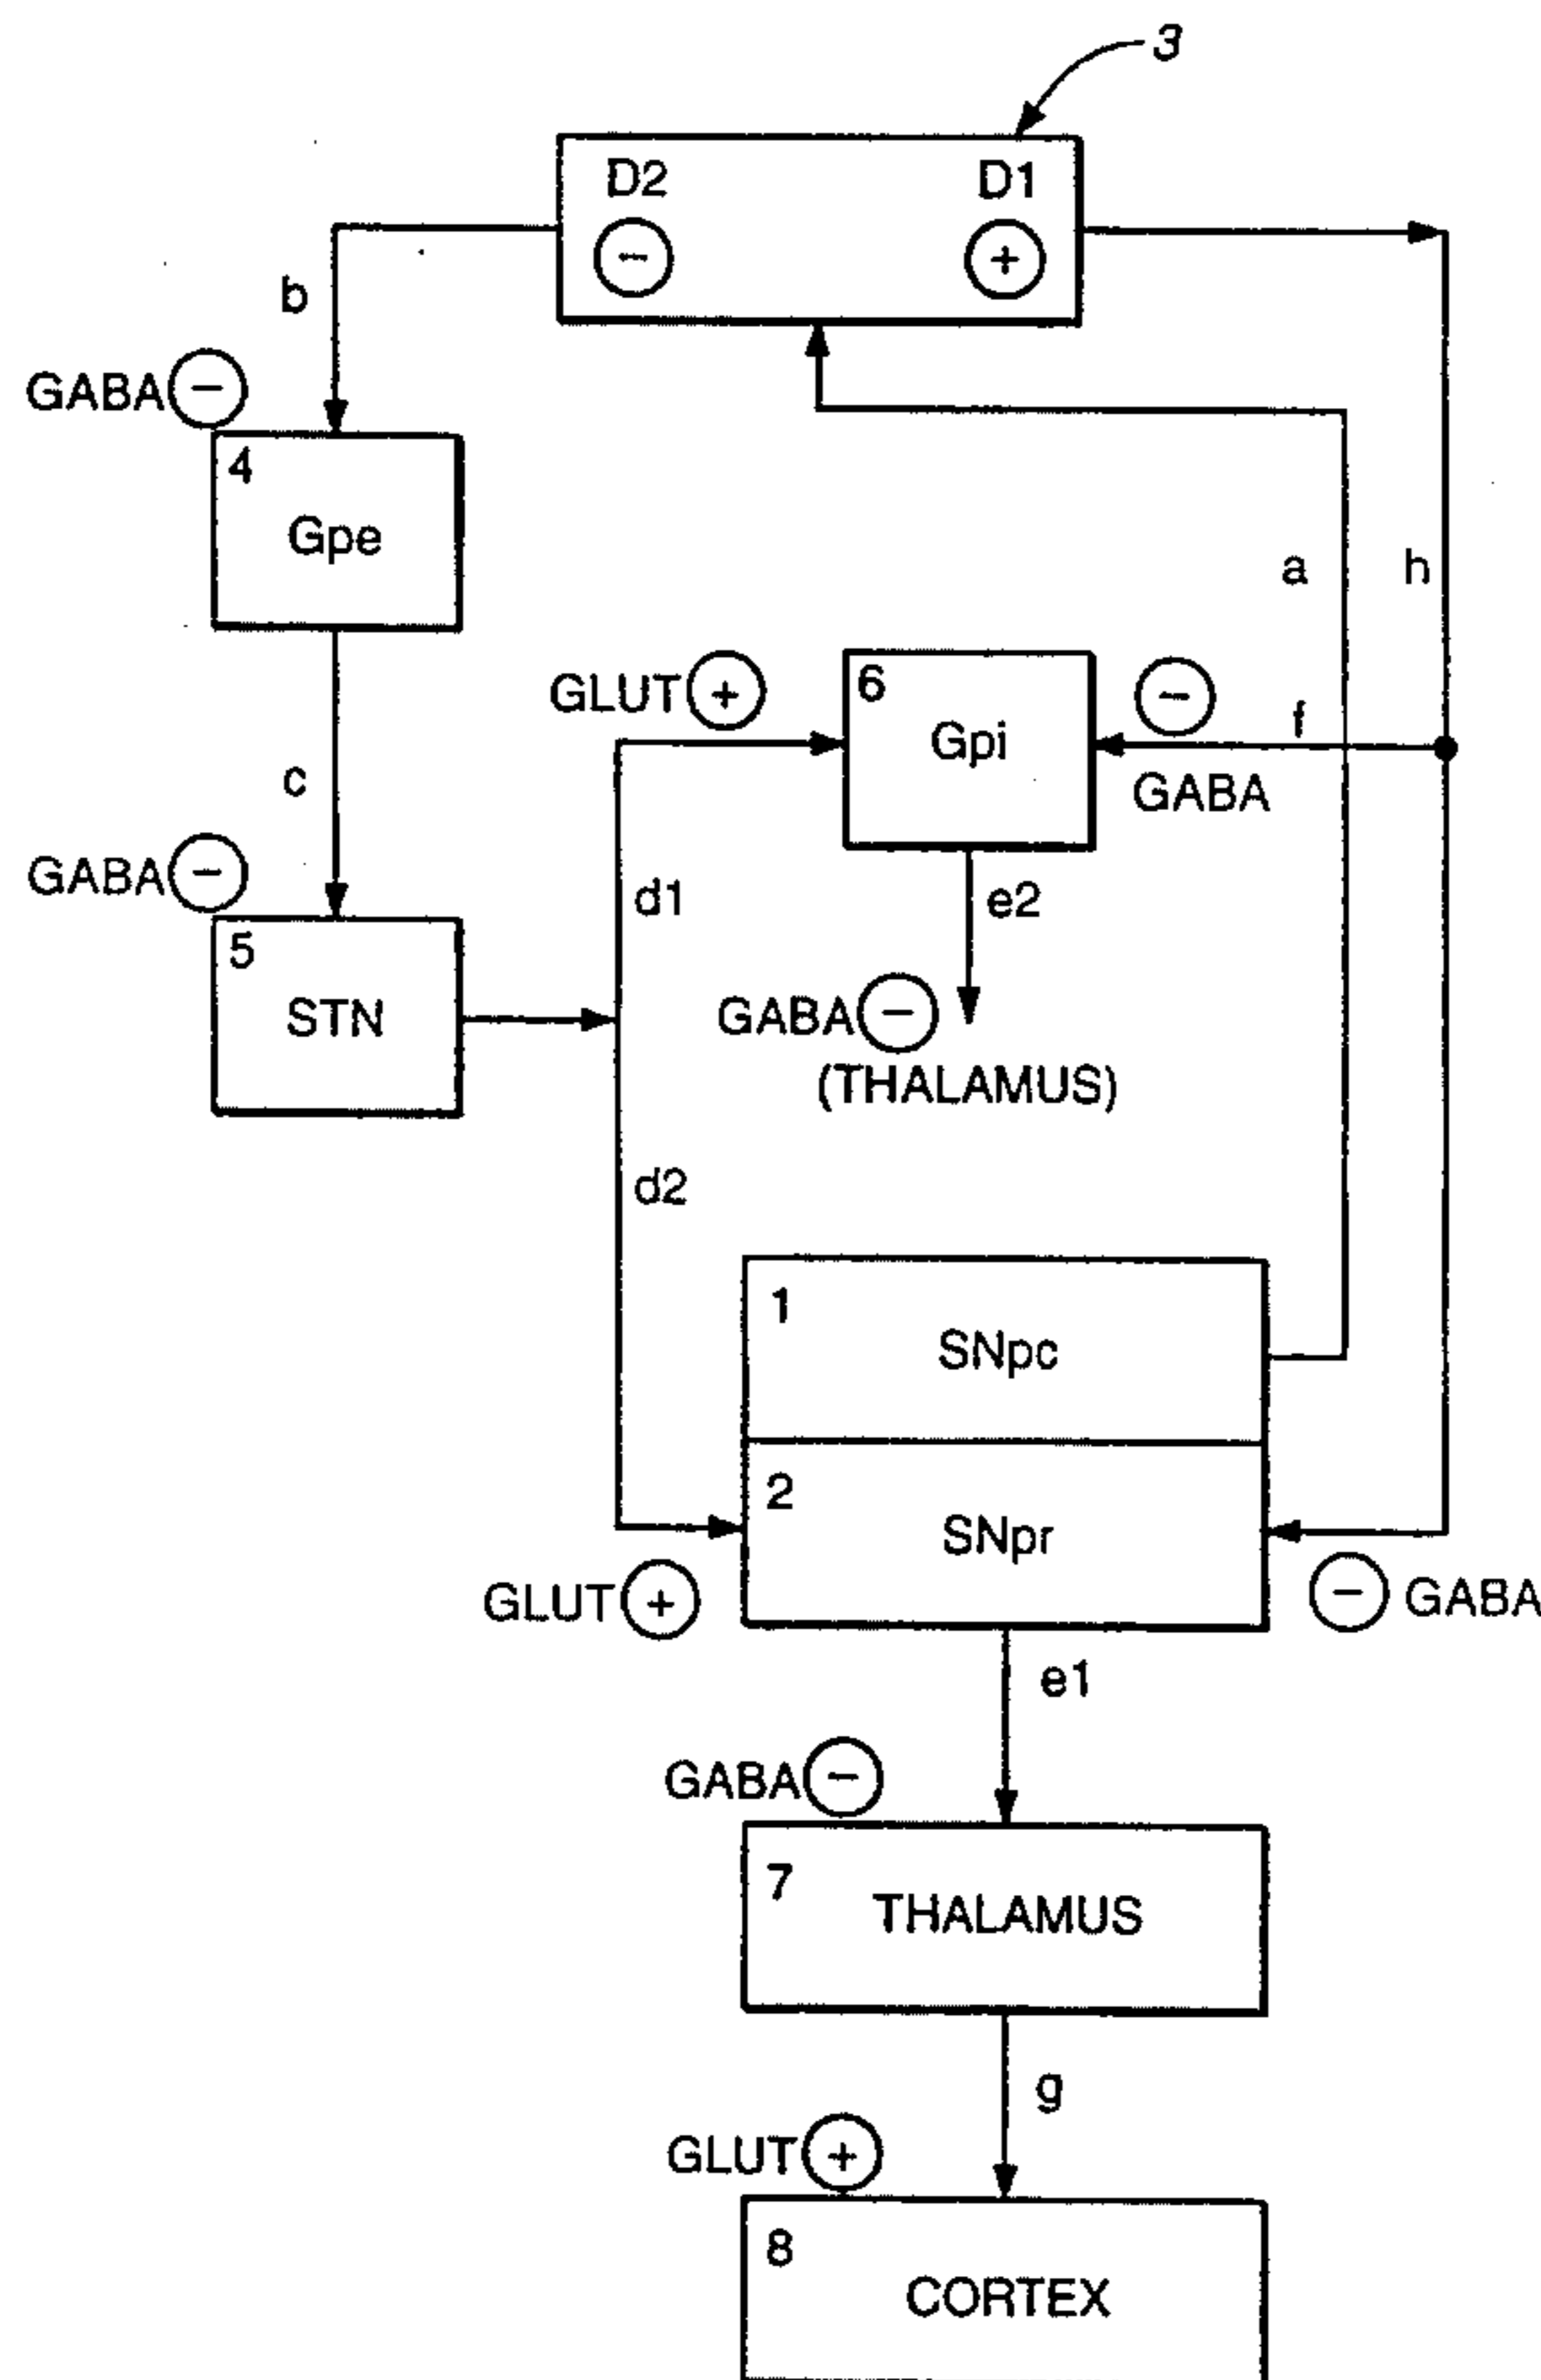 3
D2 D1
− +
b
GABA −
4
Gpe
a h
GLUT +
6
Gpi
−
f
GABA
c
GABA −
5
STN
d1
e2
GABA −
(THALAMUS)
d2
1
SNpc
2
SNpr
GLUT +
− GABA
e1
GABA −
7
THALAMUS
g
GLUT +
8
CORTEX